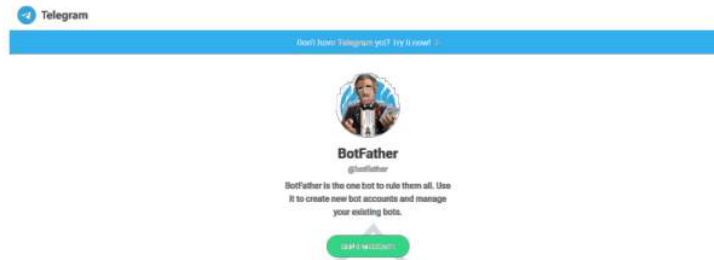 Telegram
Don't have Telegram yet? Try it now!
BotFather
@botfather
BotFather is the one bot to rule them all. Use
it to create new bot accounts and manage
your existing bots.